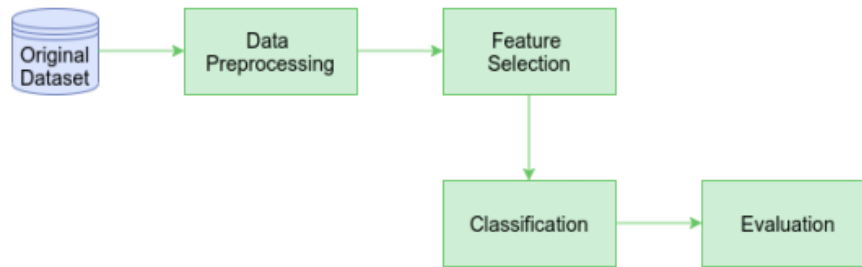 Original
Dataset
Data
Preprocessing
Feature
Selection
Classification
Evaluation